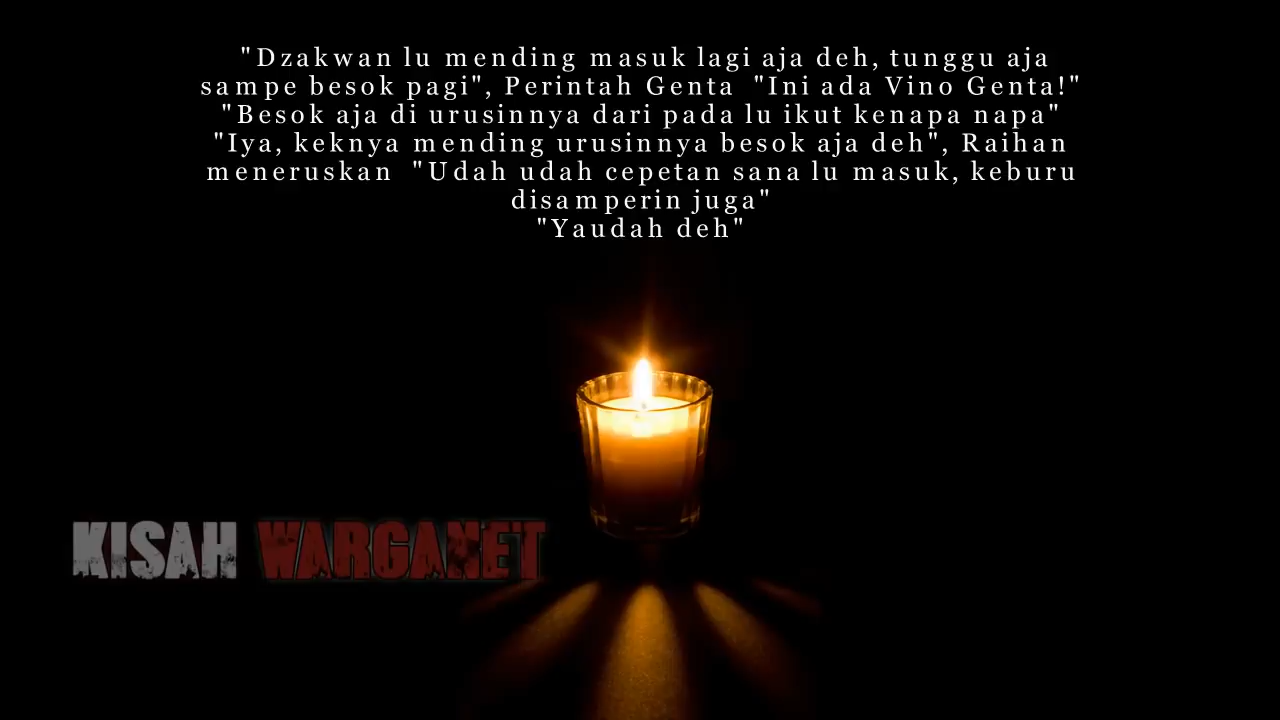 "Dzakwan lu mending masuk lagi aja deh, tunggu aja
sampe besok pagi", Perintah Genta  "Ini ada Vino Genta!"
"Besok aja di urusinnya dari pada lu ikut kenapa napa"
"Iya, keknya mending urusinnya besok aja deh", Raihan
meneruskan  "Udah udah cepetan sana lu masuk, keburu
disamperin juga"
"Yaudah deh"
KISAH WARGANET